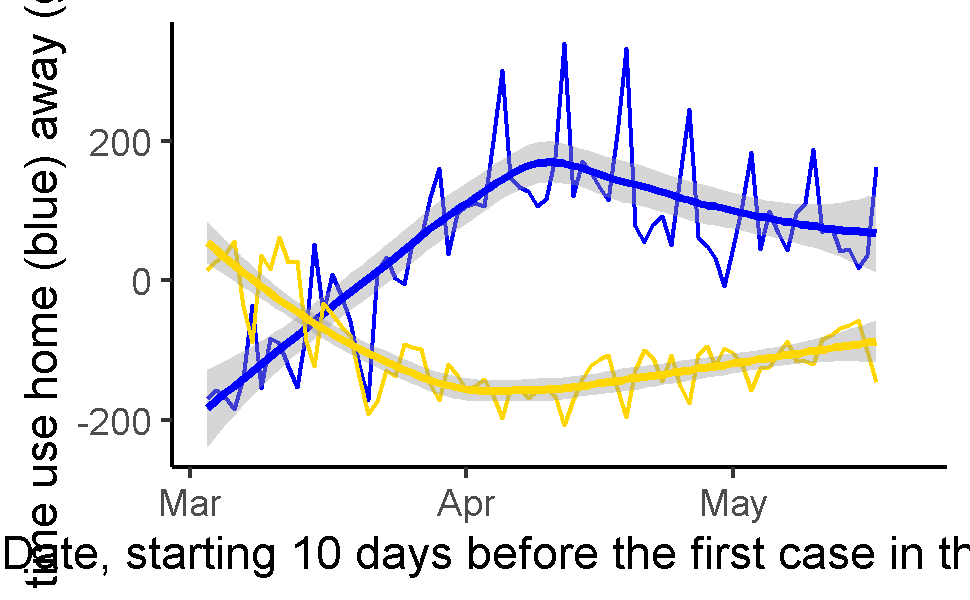 time use home (blue) away (
200
0
-200
Mar Apr May
Date, starting 10 days before the first case in th